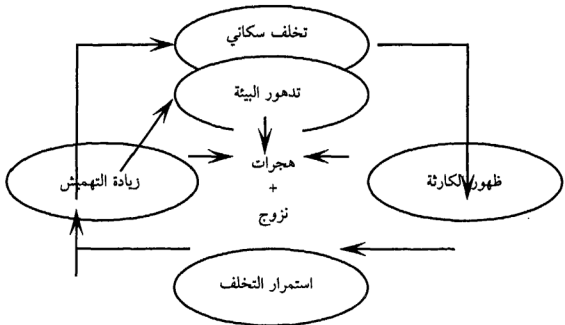 تخلف سكاني
تدهور البيئة
هجرات
+
نزوح
ظهور الكارثة
زيادة التهميش
استمرار التخلف